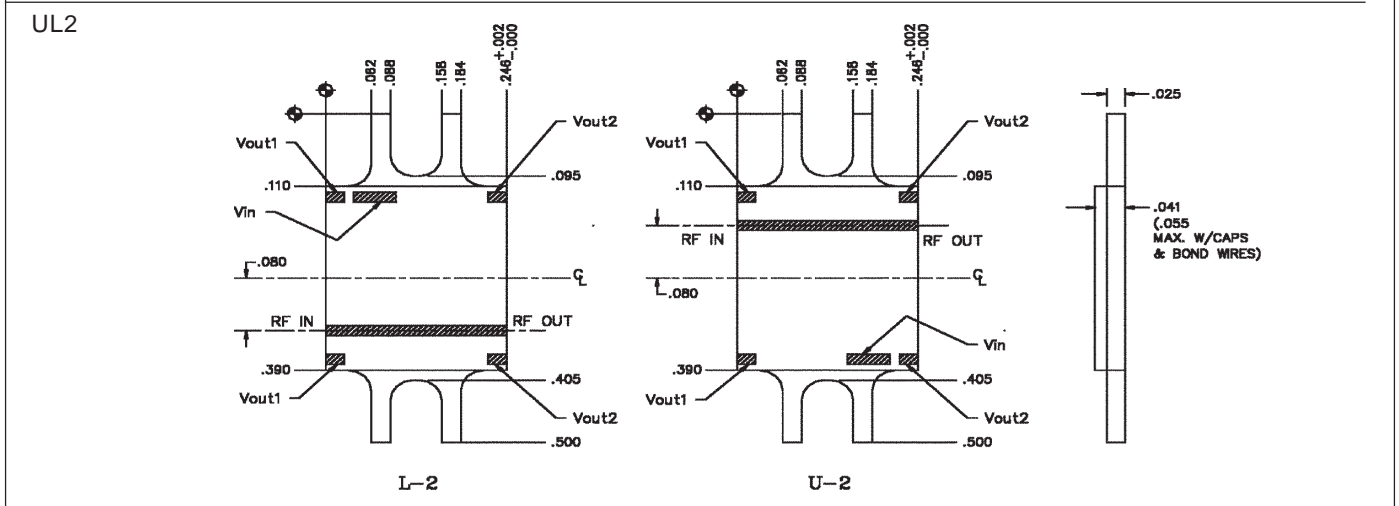 UL2
.062
.088
.158
.184
.246 +.002 -.000
Vout1
Vout2
.110
.095
Vin
.080
℄
RF IN
RF OUT
.390
.405
Vout1
Vout2
.500
L-2
.062
.088
.158
.184
.246 +.002 -.000
Vout1
Vout2
.110
.095
RF IN
RF OUT
℄
.080
Vin
.390
.405
Vout1
Vout2
.500
U-2
.025
.041
(.055
MAX. W/CAPS
& BOND WIRES)